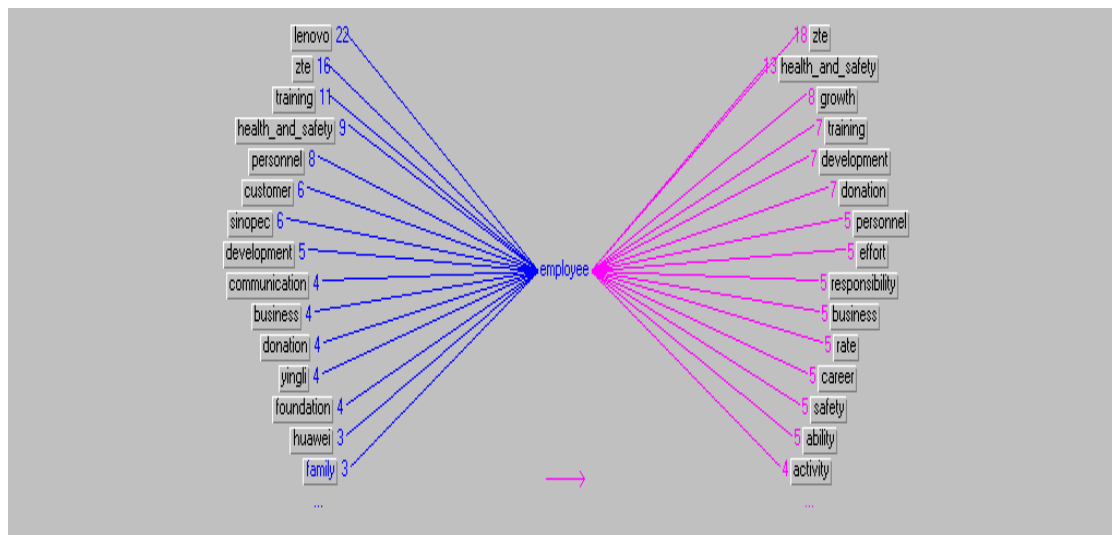 lenovo 22 18 zte
zte 16 13 health_and_safety
training 11 8 growth
health_and_safety 9 7 training
personnel 8 7 development
customer 6 7 donation
sinopec 6 5 personnel
development 5 5 effort
employee
communication 4 5 responsibility
business 4 5 business
donation 4 5 rate
yingli 4 5 career
foundation 4 5 safety
huawei 3 5 ability
family 3 4 activity
... ...